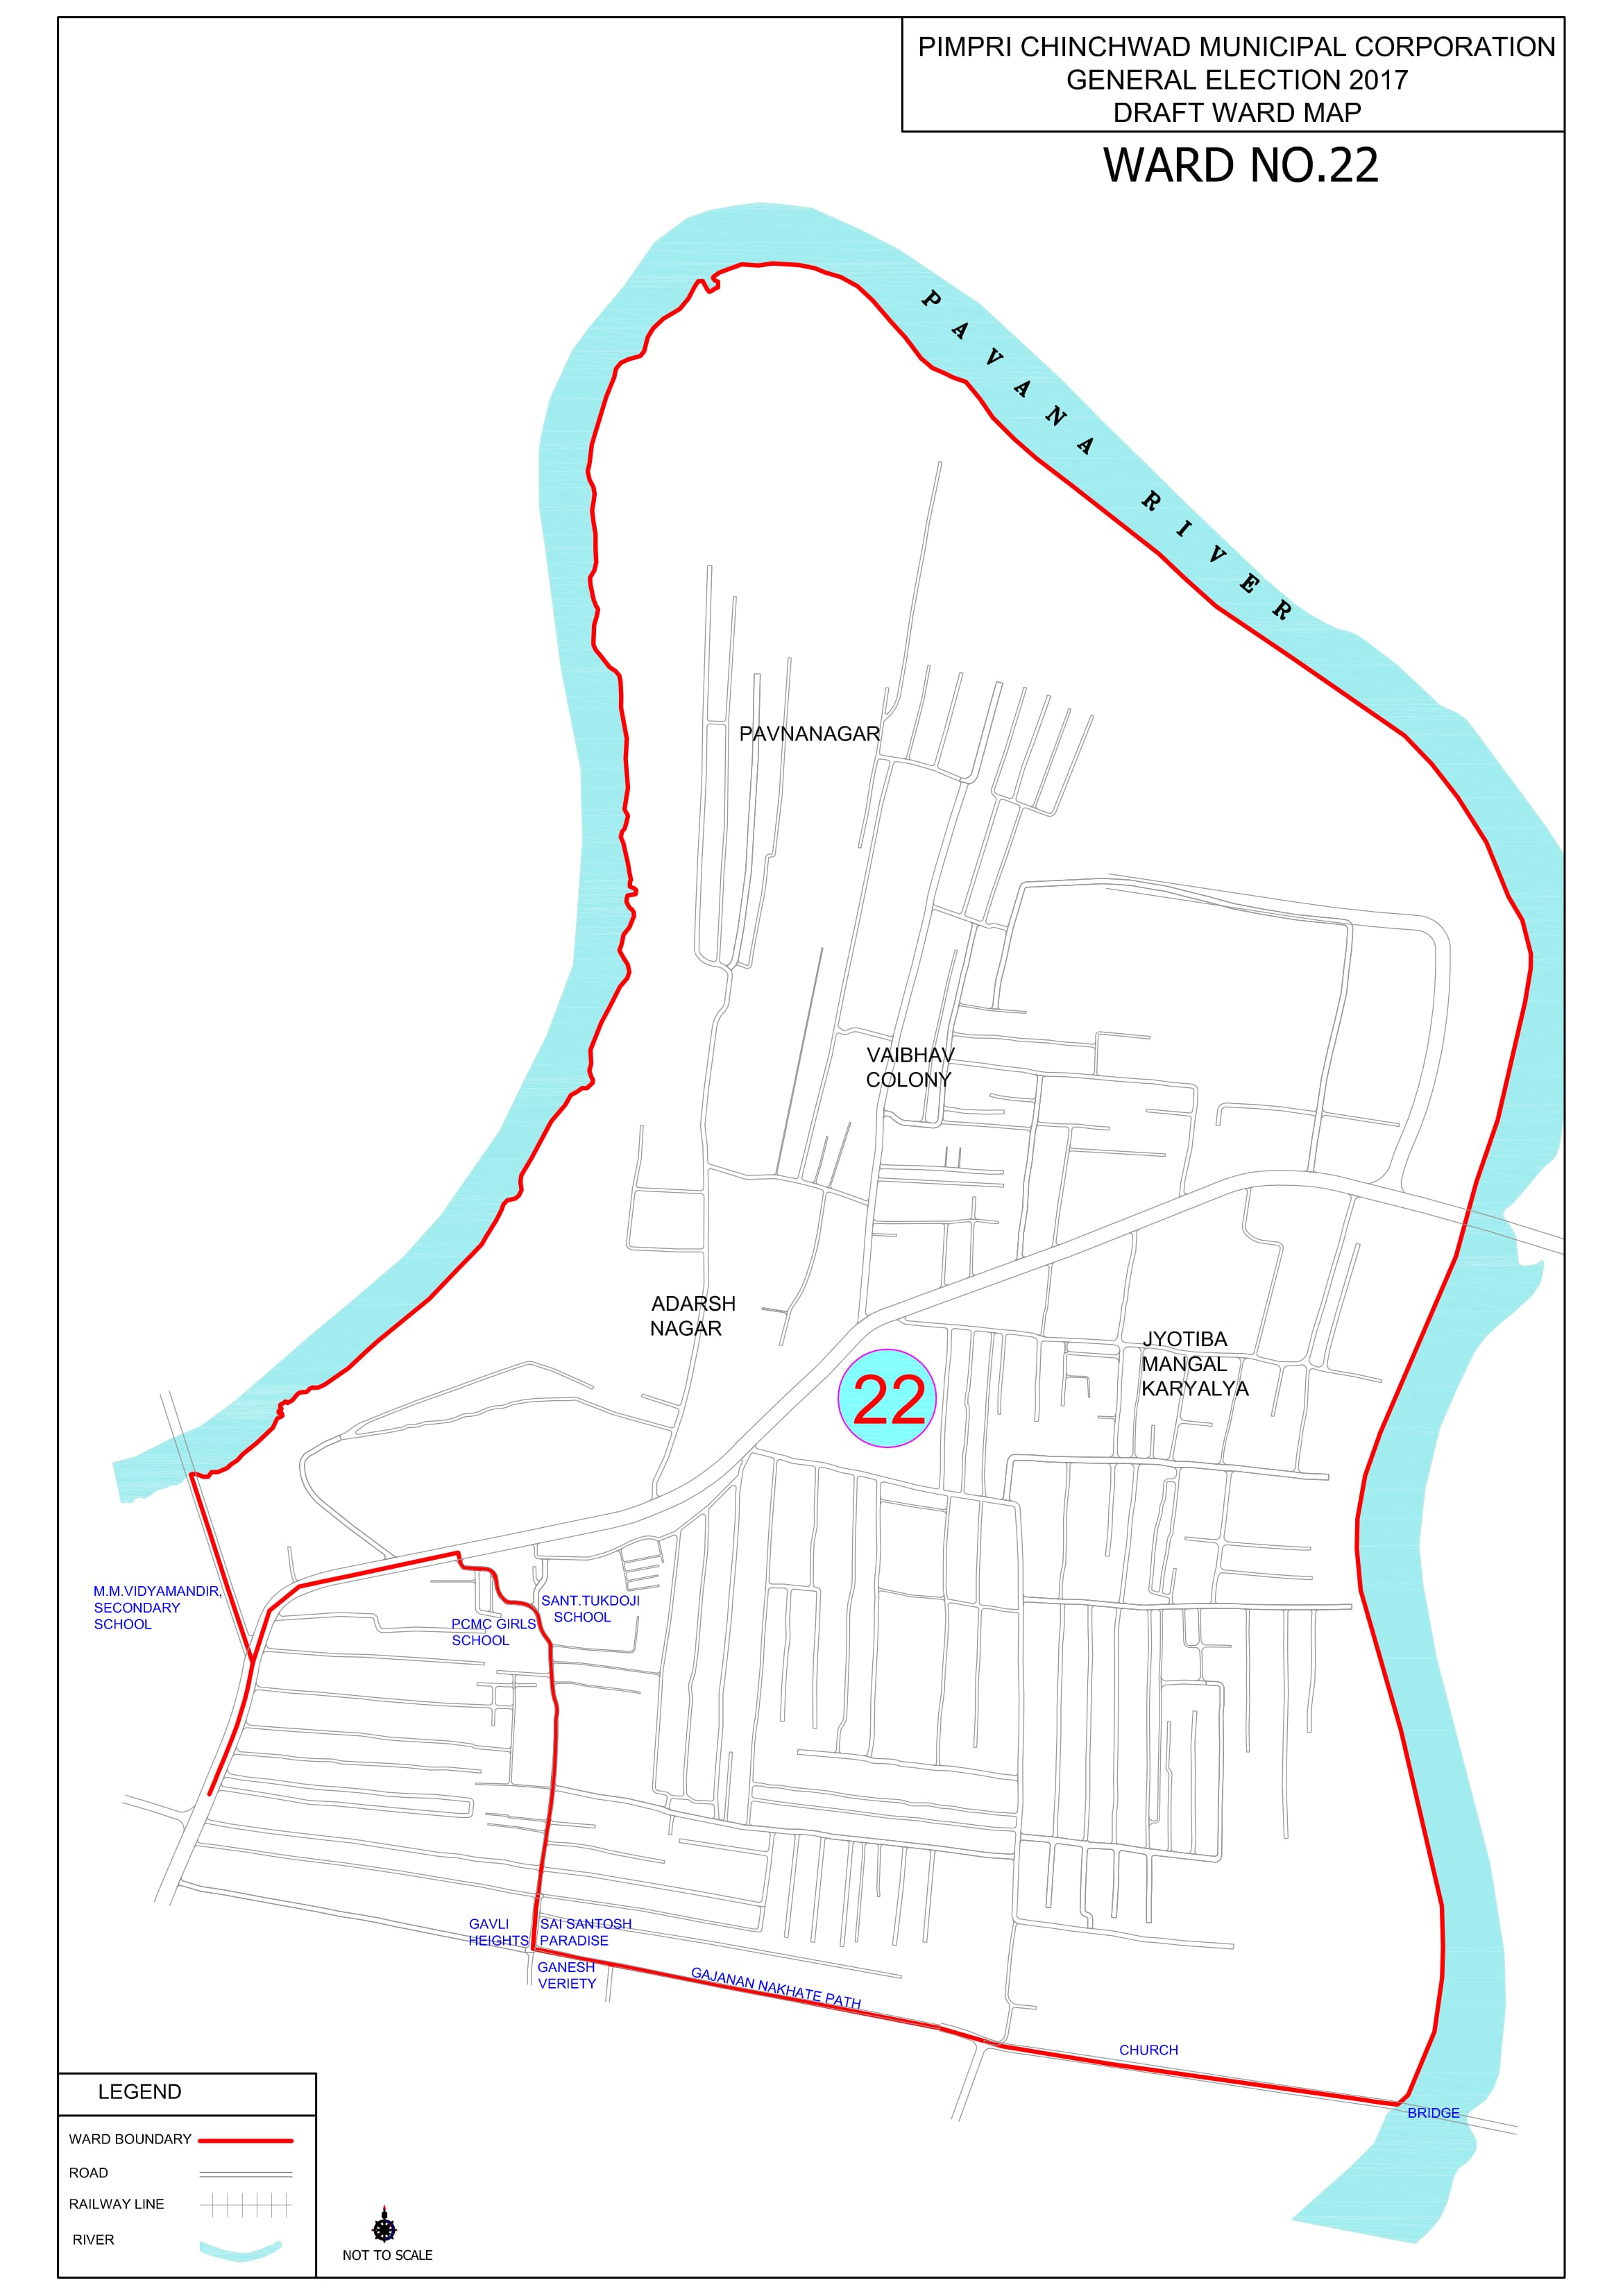 PIMPRI CHINCHWAD MUNICIPAL CORPORATION
GENERAL ELECTION 2017
DRAFT WARD MAP
WARD NO.22
PAVANA RIVER
PAVNANAGAR
VAIBHAV
COLONY
ADARSH
NAGAR
JYOTIBA
MANGAL
KARYALYA
22
M.M.VIDYAMANDIR,
SECONDARY
SCHOOL
SANT.TUKDOJI
SCHOOL
PCMC GIRLS
SCHOOL
GAVLI
HEIGHTS
SAI SANTOSH
PARADISE
GANESH
VERIETY
GAJANAN NAKHATE PATH
CHURCH
BRIDGE
LEGEND
WARD BOUNDARY
ROAD
RAILWAY LINE
RIVER
NOT TO SCALE